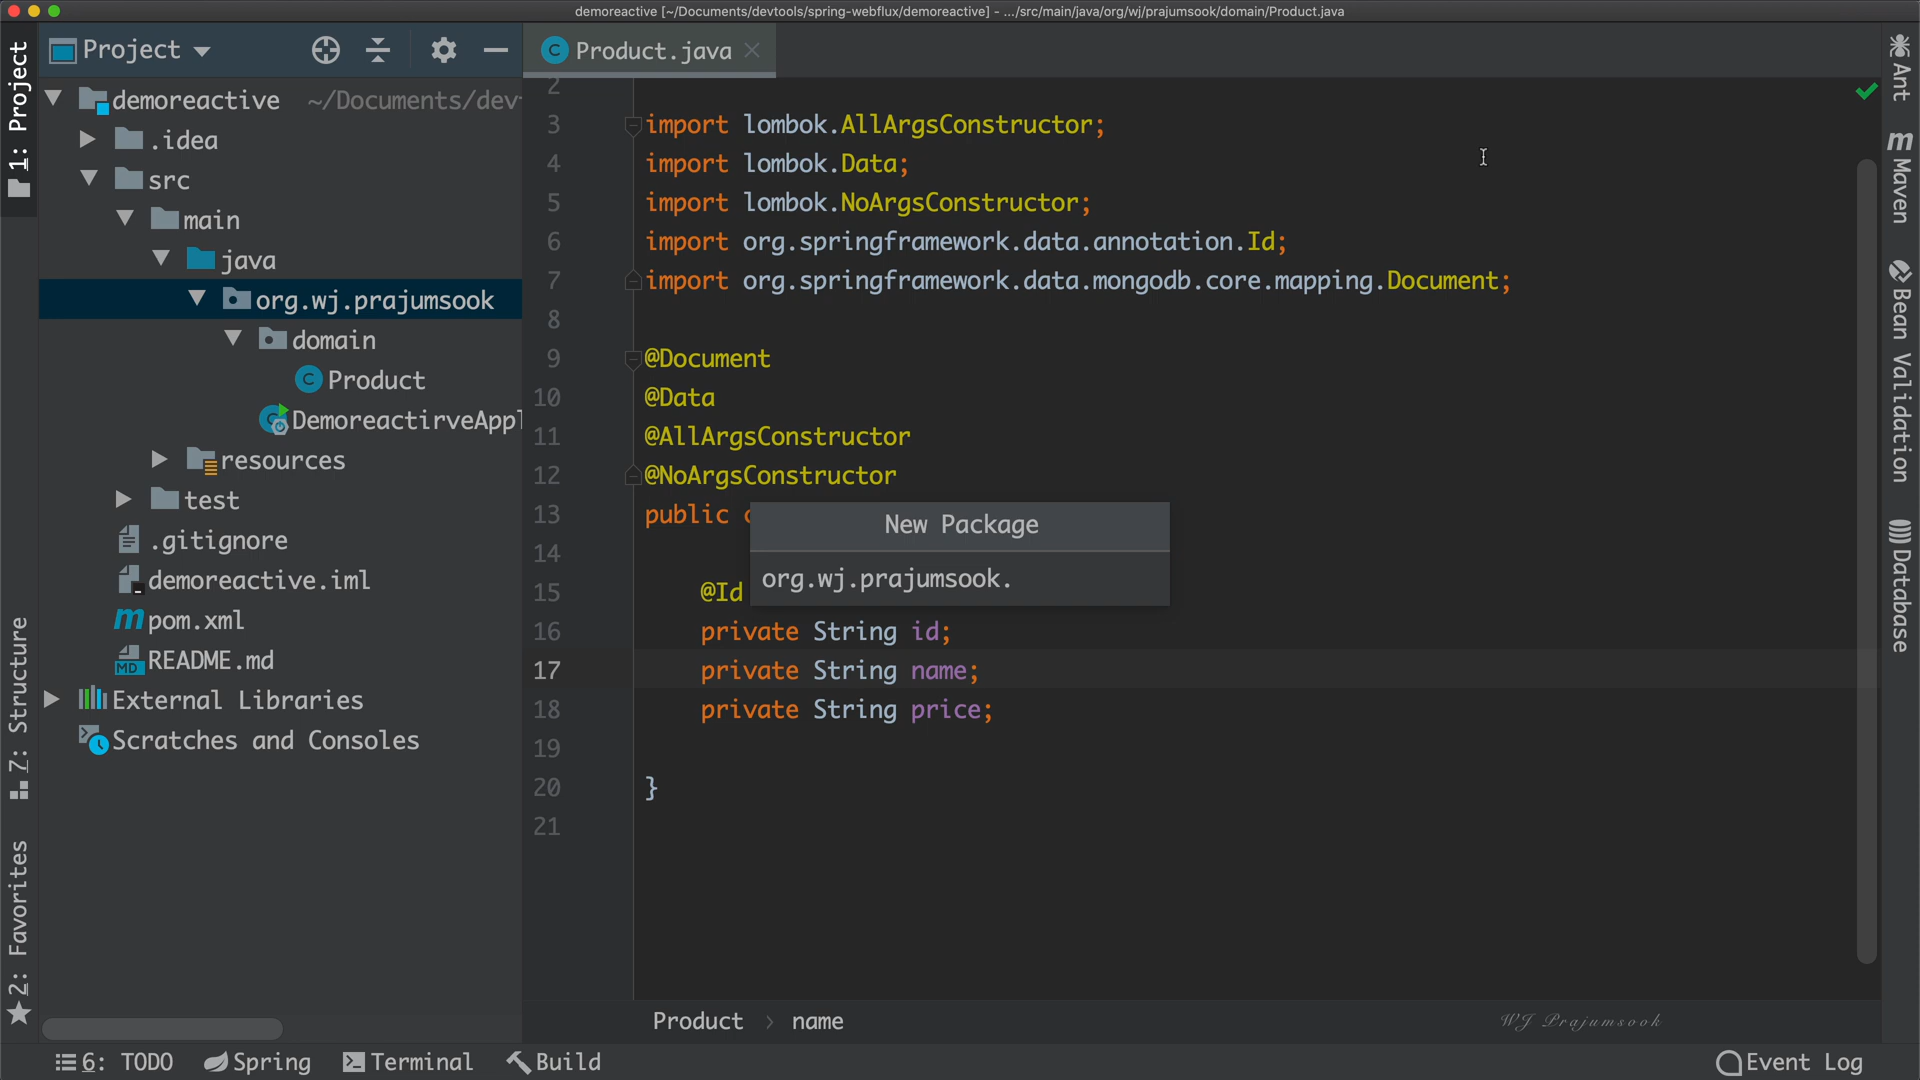 demoreactive [~/Documents/devtools/spring-webflux/demoreactive] - .../src/main/java/org/wj/prajumsook/domain/Product.java
1: Project
Project
Product.java
demoreactive ~/Documents/dev
.idea
src
main
java
org.wj.prajumsook
domain
Product
DemoreactirveAppl
resources
test
.gitignore
demoreactive.iml
pom.xml
README.md
External Libraries
Scratches and Consoles
7: Structure
2: Favorites
2
3 import lombok.AllArgsConstructor;
4 import lombok.Data;
5 import lombok.NoArgsConstructor;
6 import org.springframework.data.annotation.Id;
7 import org.springframework.data.mongodb.core.mapping.Document;
8
9 @Document
10 @Data
11 @AllArgsConstructor
12 @NoArgsConstructor
13 public
14
15 @Id
16 private String id;
17 private String name;
18 private String price;
19
20 }
21
New Package
org.wj.prajumsook.
Product > name
WJ Prajumsook
Ant
Maven
Bean Validation
Database
6: TODO
Spring
Terminal
Build
Event Log